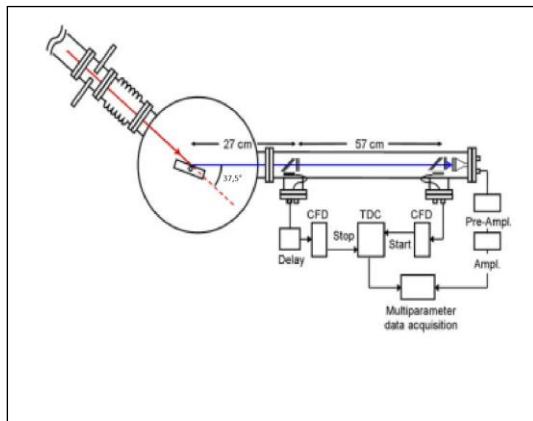 27 cm
57 cm
37,5°
CFD
TDC
CFD
Stop
Start
Delay
Pre-Ampl.
Ampl.
Multiparameter
data acquisition